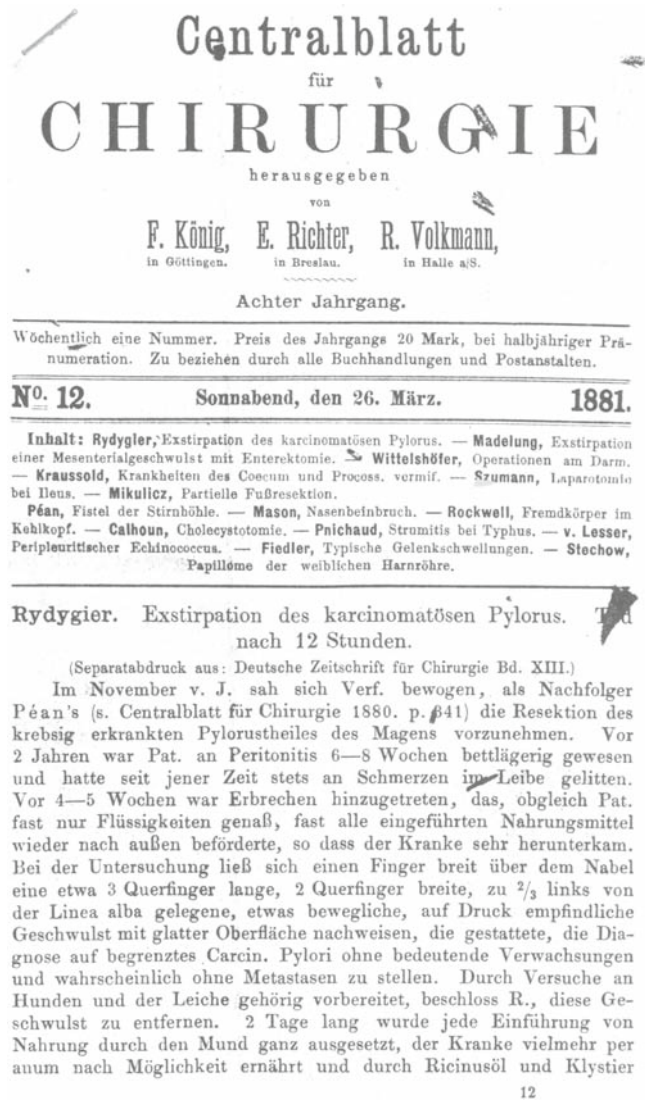 Centralblatt
für
CHIRURGIE
herausgegeben
von
F. König, E. Richter, R. Volkmann,
in Göttingen. in Breslau. in Halle a/S.
Achter Jahrgang.
Wöchentlich eine Nummer. Preis des Jahrgangs 20 Mark, bei halbjähriger Prä-
numeration. Zu beziehen durch alle Buchhandlungen und Postanstalten.
No. 12. Sonnabend, den 26. März. 1881.
Inhalt: Rydygier, Exstirpation des karcinomatösen Pylorus. — Madelung, Exstirpation
einer Mesenterialgeschwulst mit Enterektomie. — Wittelshöfer, Operationen am Darm.
— Kraussold, Krankheiten des Coecum und Process. vermif. — Szumann, Laparotomie
bei Ileus. — Mikulicz, Partielle Fußresektion.
Péan, Fistel der Stirnhöhle. — Mason, Nasenbeinbruch. — Rockwell, Fremdkörper im
Kehlkopf. — Calhoun, Cholecystotomie. — Pnichaud, Strumitis bei Typhus. — v. Lesser,
Peripleuritischer Echinococcus. — Fiedler, Typische Gelenkschwellungen. — Stechow,
Papillome der weiblichen Harnröhre.
Rydygier. Exstirpation des karcinomatösen Pylorus. Tod
nach 12 Stunden.
(Separatabdruck aus: Deutsche Zeitschrift für Chirurgie Bd. XIII.)
Im November v. J. sah sich Verf. bewogen, als Nachfolger
Péan's (s. Centralblatt für Chirurgie 1880. p. 641) die Resektion des
krebsig erkrankten Pylorustheiles des Magens vorzunehmen. Vor
2 Jahren war Pat. an Peritonitis 6—8 Wochen bettlägerig gewesen
und hatte seit jener Zeit stets an Schmerzen im Leibe gelitten.
Vor 4—5 Wochen war Erbrechen hinzugetreten, das, obgleich Pat.
fast nur Flüssigkeiten genaß, fast alle eingeführten Nahrungsmittel
wieder nach außen beförderte, so dass der Kranke sehr herunterkam.
Bei der Untersuchung ließ sich einen Finger breit über dem Nabel
eine etwa 3 Querfinger lange, 2 Querfinger breite, zu 2/3 links von
der Linea alba gelegene, etwas bewegliche, auf Druck empfindliche
Geschwulst mit glatter Oberfläche nachweisen, die gestattete, die Dia-
gnose auf begrenztes Carcin. Pylori ohne bedeutende Verwachsungen
und wahrscheinlich ohne Metastasen zu stellen. Durch Versuche an
Hunden und der Leiche gehörig vorbereitet, beschloss R., diese Ge-
schwulst zu entfernen. 2 Tage lang wurde jede Einführung von
Nahrung durch den Mund ganz ausgesetzt, der Kranke vielmehr per
anum nach Möglichkeit ernährt und durch Ricinusöl und Klystier
12